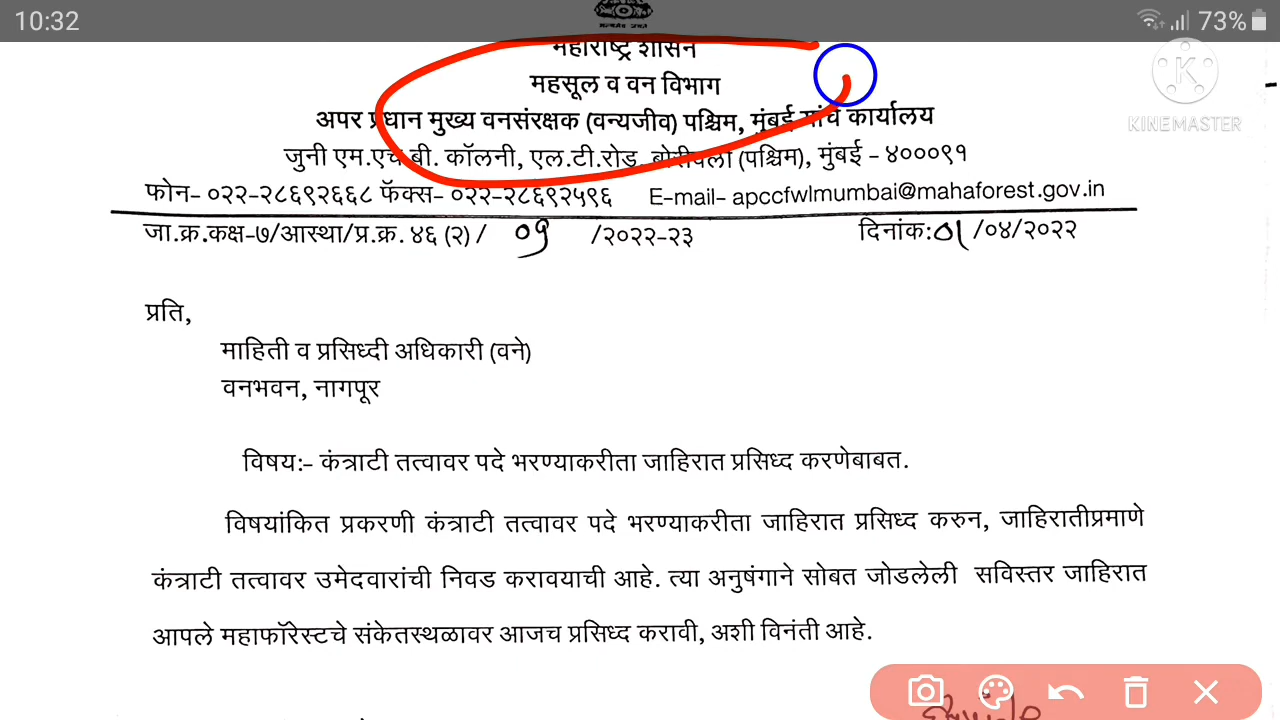 10:32
73%
महाराष्ट्र शासन
महसूल व वन विभाग
KINEMASTER
अपर प्रधान मुख्य वनसंरक्षक (वन्यजीव) पश्चिम, मुंबई यांचे कार्यालय
जुनी एम.एच.बी. कॉलनी, एल.टी.रोड, बोरीवली (पश्चिम), मुंबई - ४०००९१
फोन- ०२२-२८६९२६६८ फॅक्स- ०२२-२८६९२५९६ E-mail- apccfwlmumbai@mahaforest.gov.in
जा.क्र.कक्ष-७/आस्था/प्र.क्र. ४६ (२) / ०९ /२०२२-२३ दिनांक:01/०४/२०२२
प्रति,
माहिती व प्रसिध्दी अधिकारी (वने)
वनभवन, नागपूर
विषय:- कंत्राटी तत्वावर पदे भरण्याकरीता जाहिरात प्रसिध्द करणेबाबत.
विषयांकित प्रकरणी कंत्राटी तत्वावर पदे भरण्याकरीता जाहिरात प्रसिध्द करुन, जाहिरातीप्रमाणे
कंत्राटी तत्वावर उमेदवारांची निवड करावयाची आहे. त्या अनुषंगाने सोबत जोडलेली सविस्तर जाहिरात
आपले महाफॉरेस्टचे संकेतस्थळावर आजच प्रसिध्द करावी, अशी विनंती आहे.